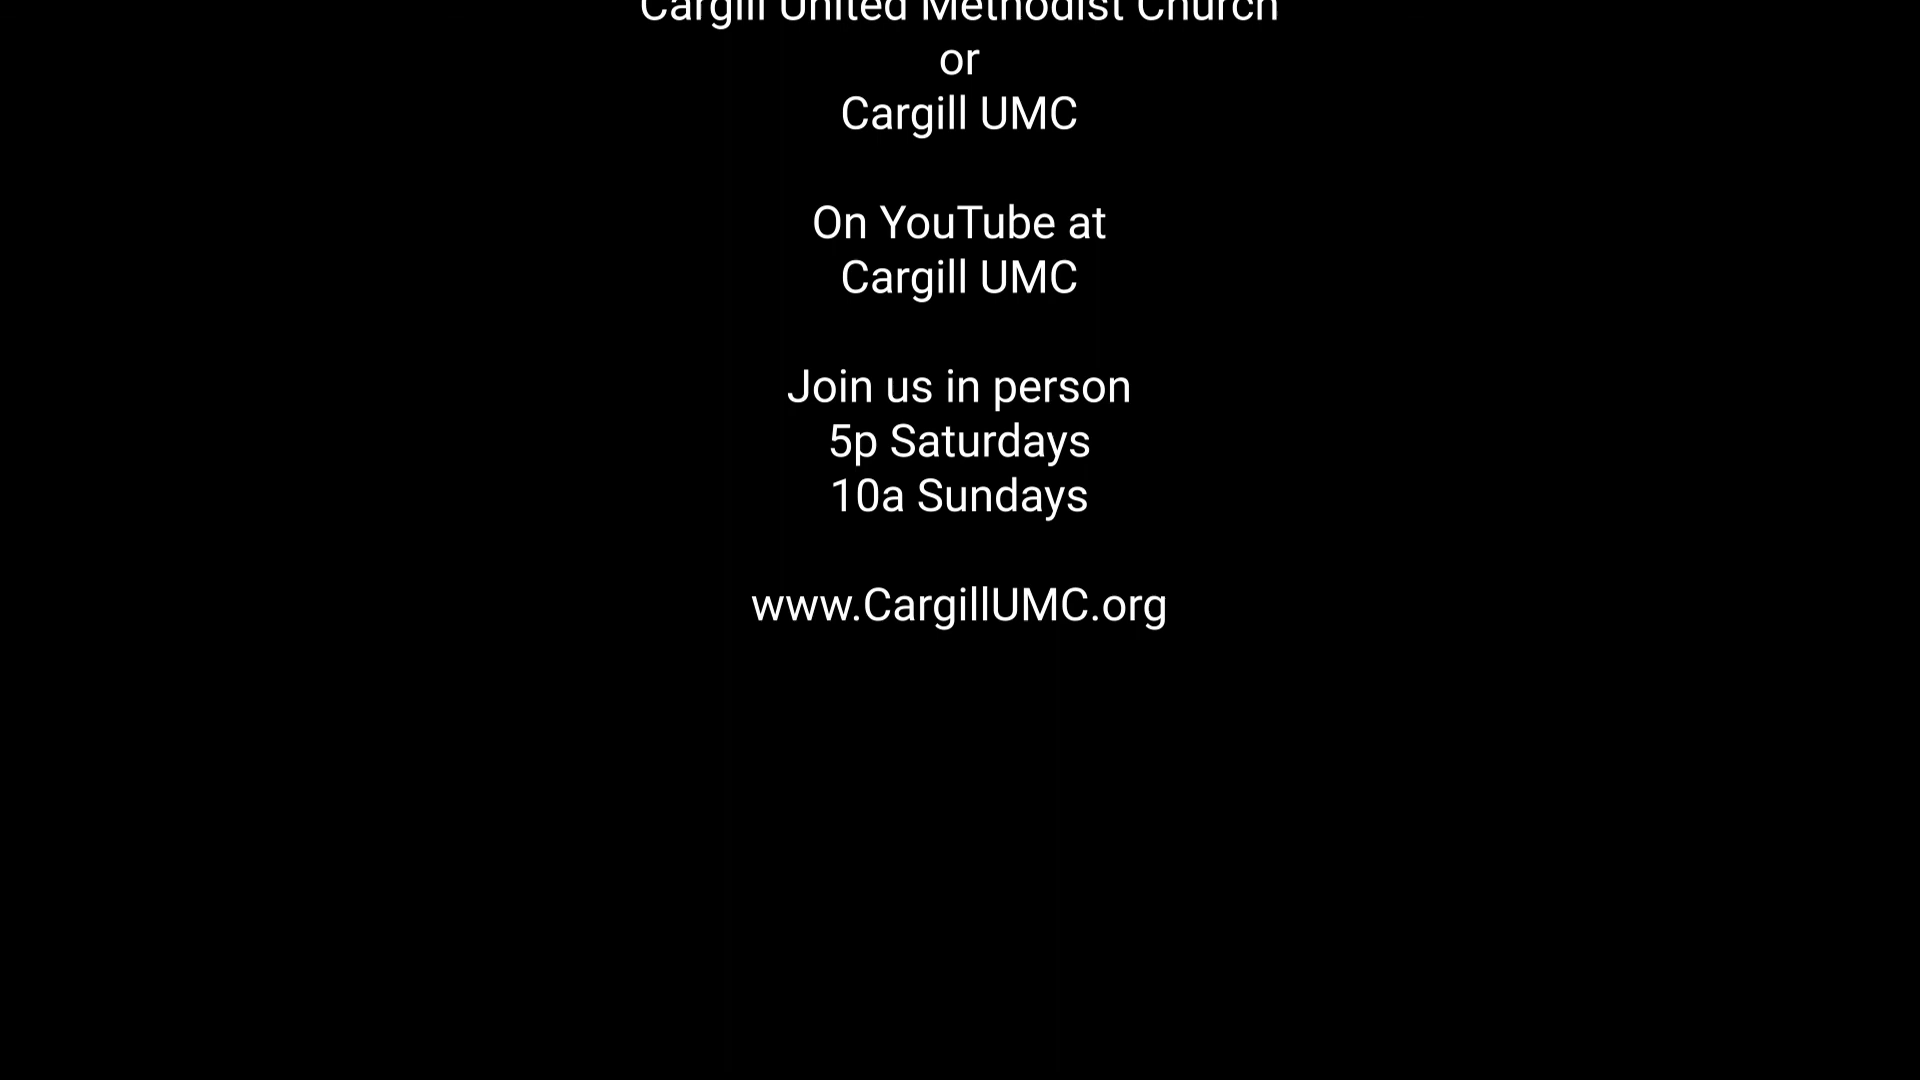 Cargill United Methodist Church
or
Cargill UMC
On YouTube at
Cargill UMC
Join us in person
5p Saturdays
10a Sundays
www.CargillUMC.org